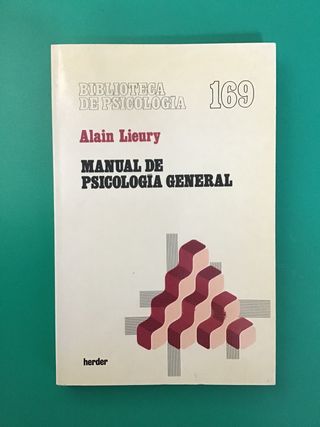 BIBLIOTECA
DE PSICOLOGÍA 169
Alain Lieury
MANUAL DE
PSICOLOGÍA GENERAL
herder